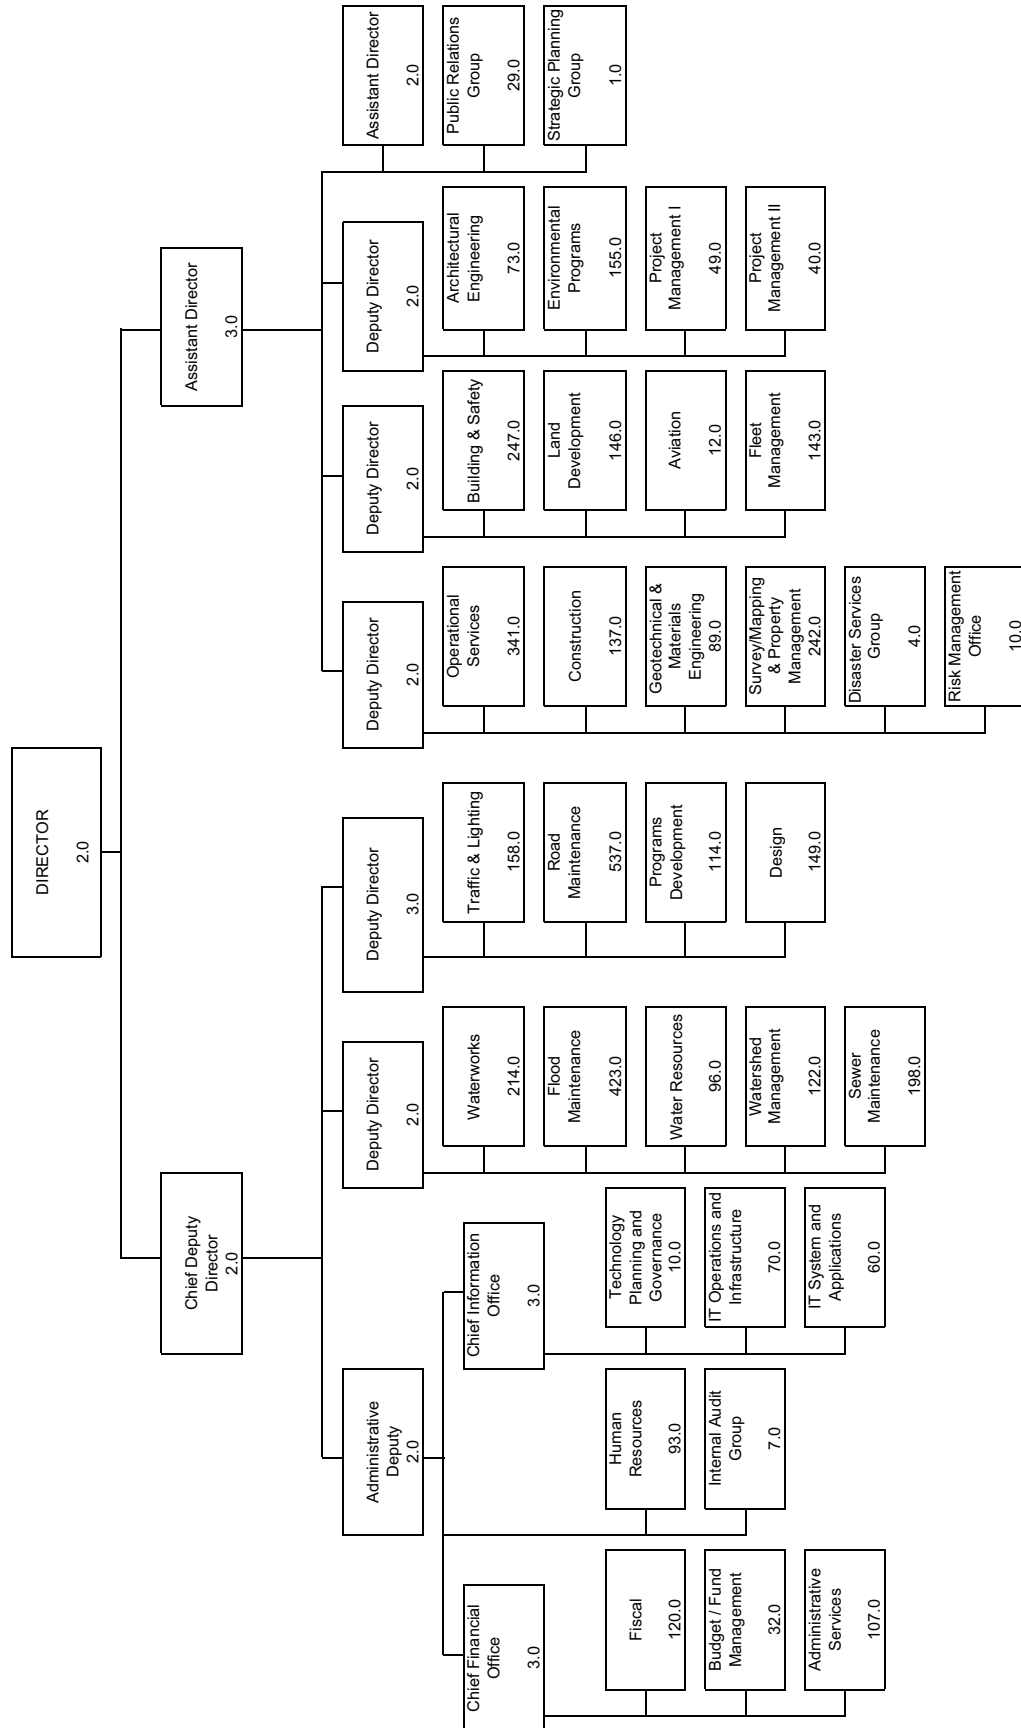 DIRECTOR
2.0
Chief Deputy
Director
2.0
Assistant Director
3.0
Administrative
Deputy
2.0
Deputy Director
2.0
Deputy Director
3.0
Deputy Director
2.0
Deputy Director
2.0
Deputy Director
2.0
Assistant Director
2.0
Public Relations
Group
29.0
Strategic Planning
Group
1.0
Chief Financial
Office
3.0
Fiscal
120.0
Budget / Fund
Management
32.0
Administrative
Services
107.0
Human
Resources
93.0
Internal Audit
Group
7.0
Chief Information
Office
3.0
Technology
Planning and
Governance
10.0
IT Operations and
Infrastructure
70.0
IT System and
Applications
60.0
Waterworks
214.0
Flood
Maintenance
423.0
Water Resources
96.0
Watershed
Management
122.0
Sewer
Maintenance
198.0
Traffic & Lighting
158.0
Road
Maintenance
537.0
Programs
Development
114.0
Design
149.0
Operational
Services
341.0
Construction
137.0
Geotechnical &
Materials
Engineering
89.0
Survey/Mapping
& Property
Management
242.0
Disaster Services
Group
4.0
Risk Management
Office
10.0
Building & Safety
247.0
Land
Development
146.0
Aviation
12.0
Fleet
Management
143.0
Architectural
Engineering
73.0
Environmental
Programs
155.0
Project
Management I
49.0
Project
Management II
40.0